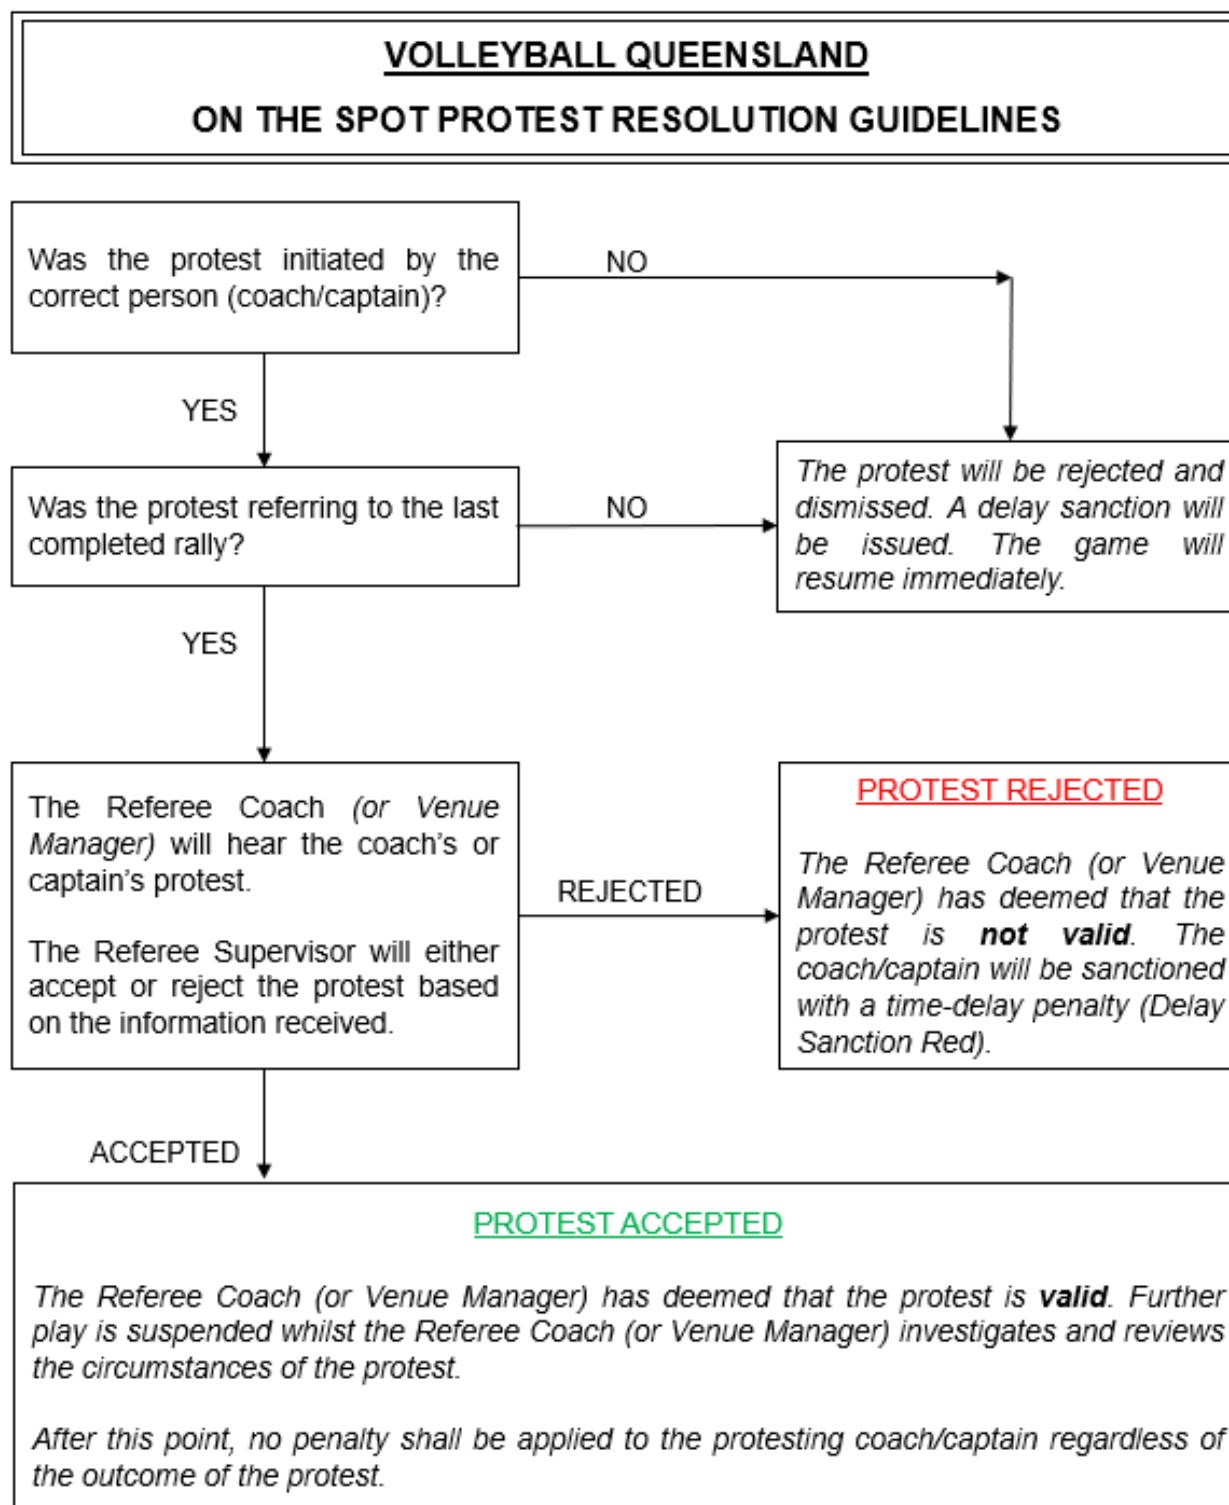 VOLLEYBALL QUEENSLAND
ON THE SPOT PROTEST RESOLUTION GUIDELINES
Was the protest initiated by the
correct person (coach/captain)?
NO
YES
Was the protest referring to the last
completed rally?
NO
The protest will be rejected and
dismissed. A delay sanction will
be issued. The game will
resume immediately.
YES
The Referee Coach (or Venue
Manager) will hear the coach's or
captain's protest.
The Referee Supervisor will either
accept or reject the protest based
on the information received.
REJECTED
PROTEST REJECTED
The Referee Coach (or Venue
Manager) has deemed that the
protest is not valid. The
coach/captain will be sanctioned
with a time-delay penalty (Delay
Sanction Red).
ACCEPTED
PROTEST ACCEPTED
The Referee Coach (or Venue Manager) has deemed that the protest is valid. Further
play is suspended whilst the Referee Coach (or Venue Manager) investigates and reviews
the circumstances of the protest.
After this point, no penalty shall be applied to the protesting coach/captain regardless of
the outcome of the protest.